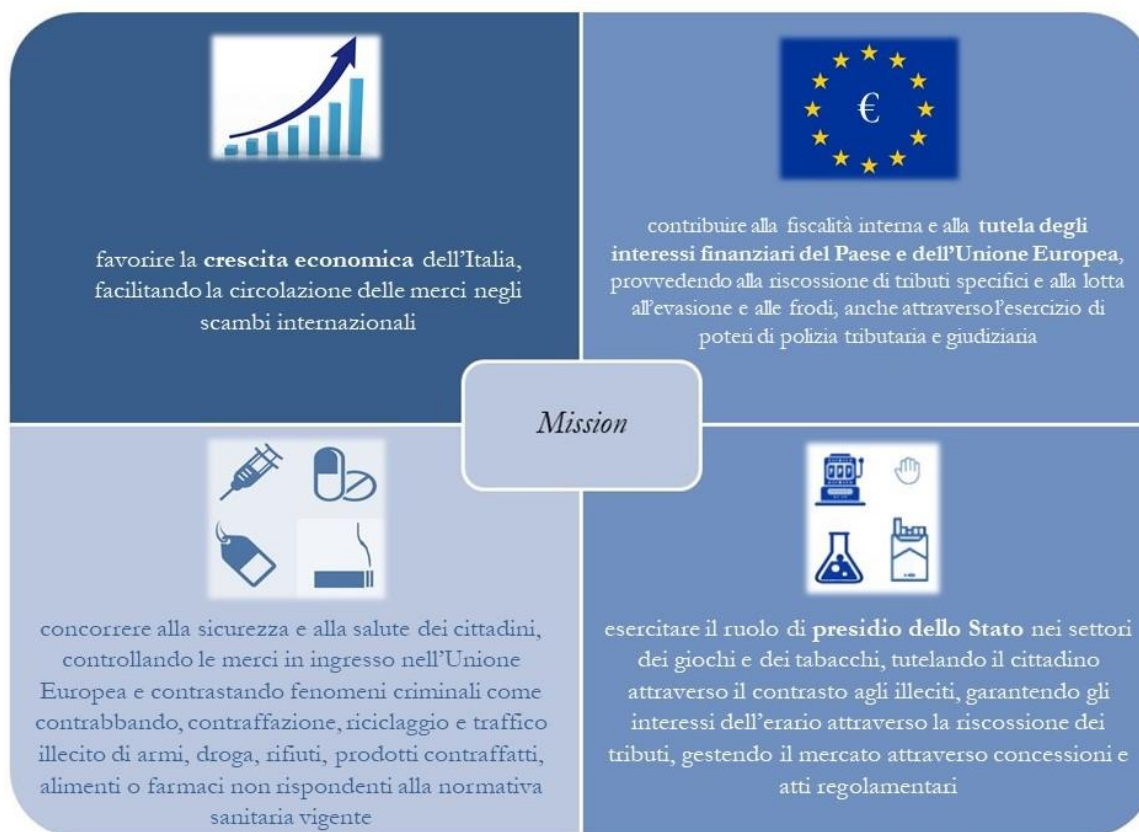 favorire la crescita economica dell'Italia,
facilitando la circolazione delle merci negli
scambi internazionali
€
contribuire alla fiscalità interna e alla tutela degli
interessi finanziari del Paese e dell'Unione Europea,
provvedendo alla riscossione di tributi specifici e alla lotta
all'evasione e alle frodi, anche attraverso l'esercizio di
poteri di polizia tributaria e giudiziaria
Mission
concorrere alla sicurezza e alla salute dei cittadini,
controllando le merci in ingresso nell'Unione
Europea e contrastando fenomeni criminali come
contrabbando, contraffazione, riciclaggio e traffico
illecito di armi, droga, rifiuti, prodotti contraffatti,
alimenti o farmaci non rispondenti alla normativa
sanitaria vigente
esercitare il ruolo di presidio dello Stato nei settori
dei giochi e dei tabacchi, tutelando il cittadino
attraverso il contrasto agli illeciti, garantendo gli
interessi dell'erario attraverso la riscossione dei
tributi, gestendo il mercato attraverso concessioni e
atti regolamentari